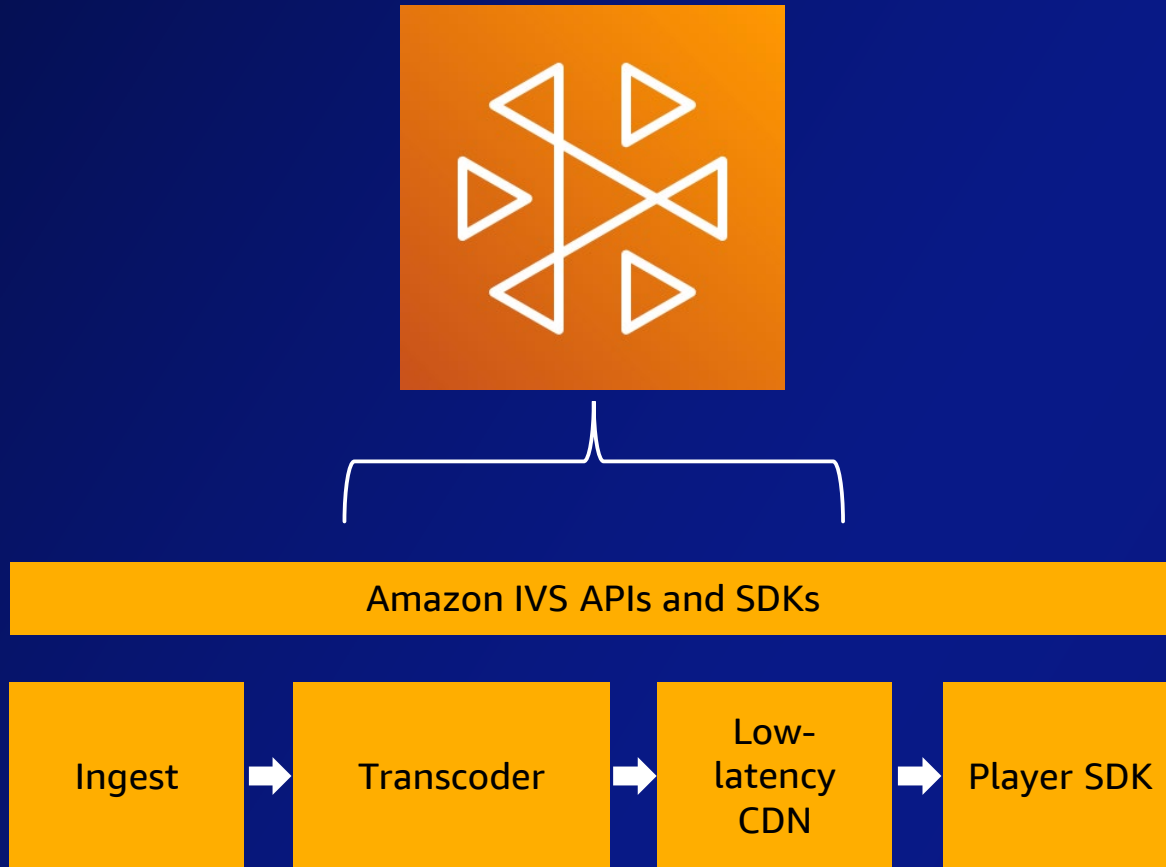 Amazon IVS APIs and SDKs
Ingest
Transcoder
Low-
latency
CDN
Player SDK